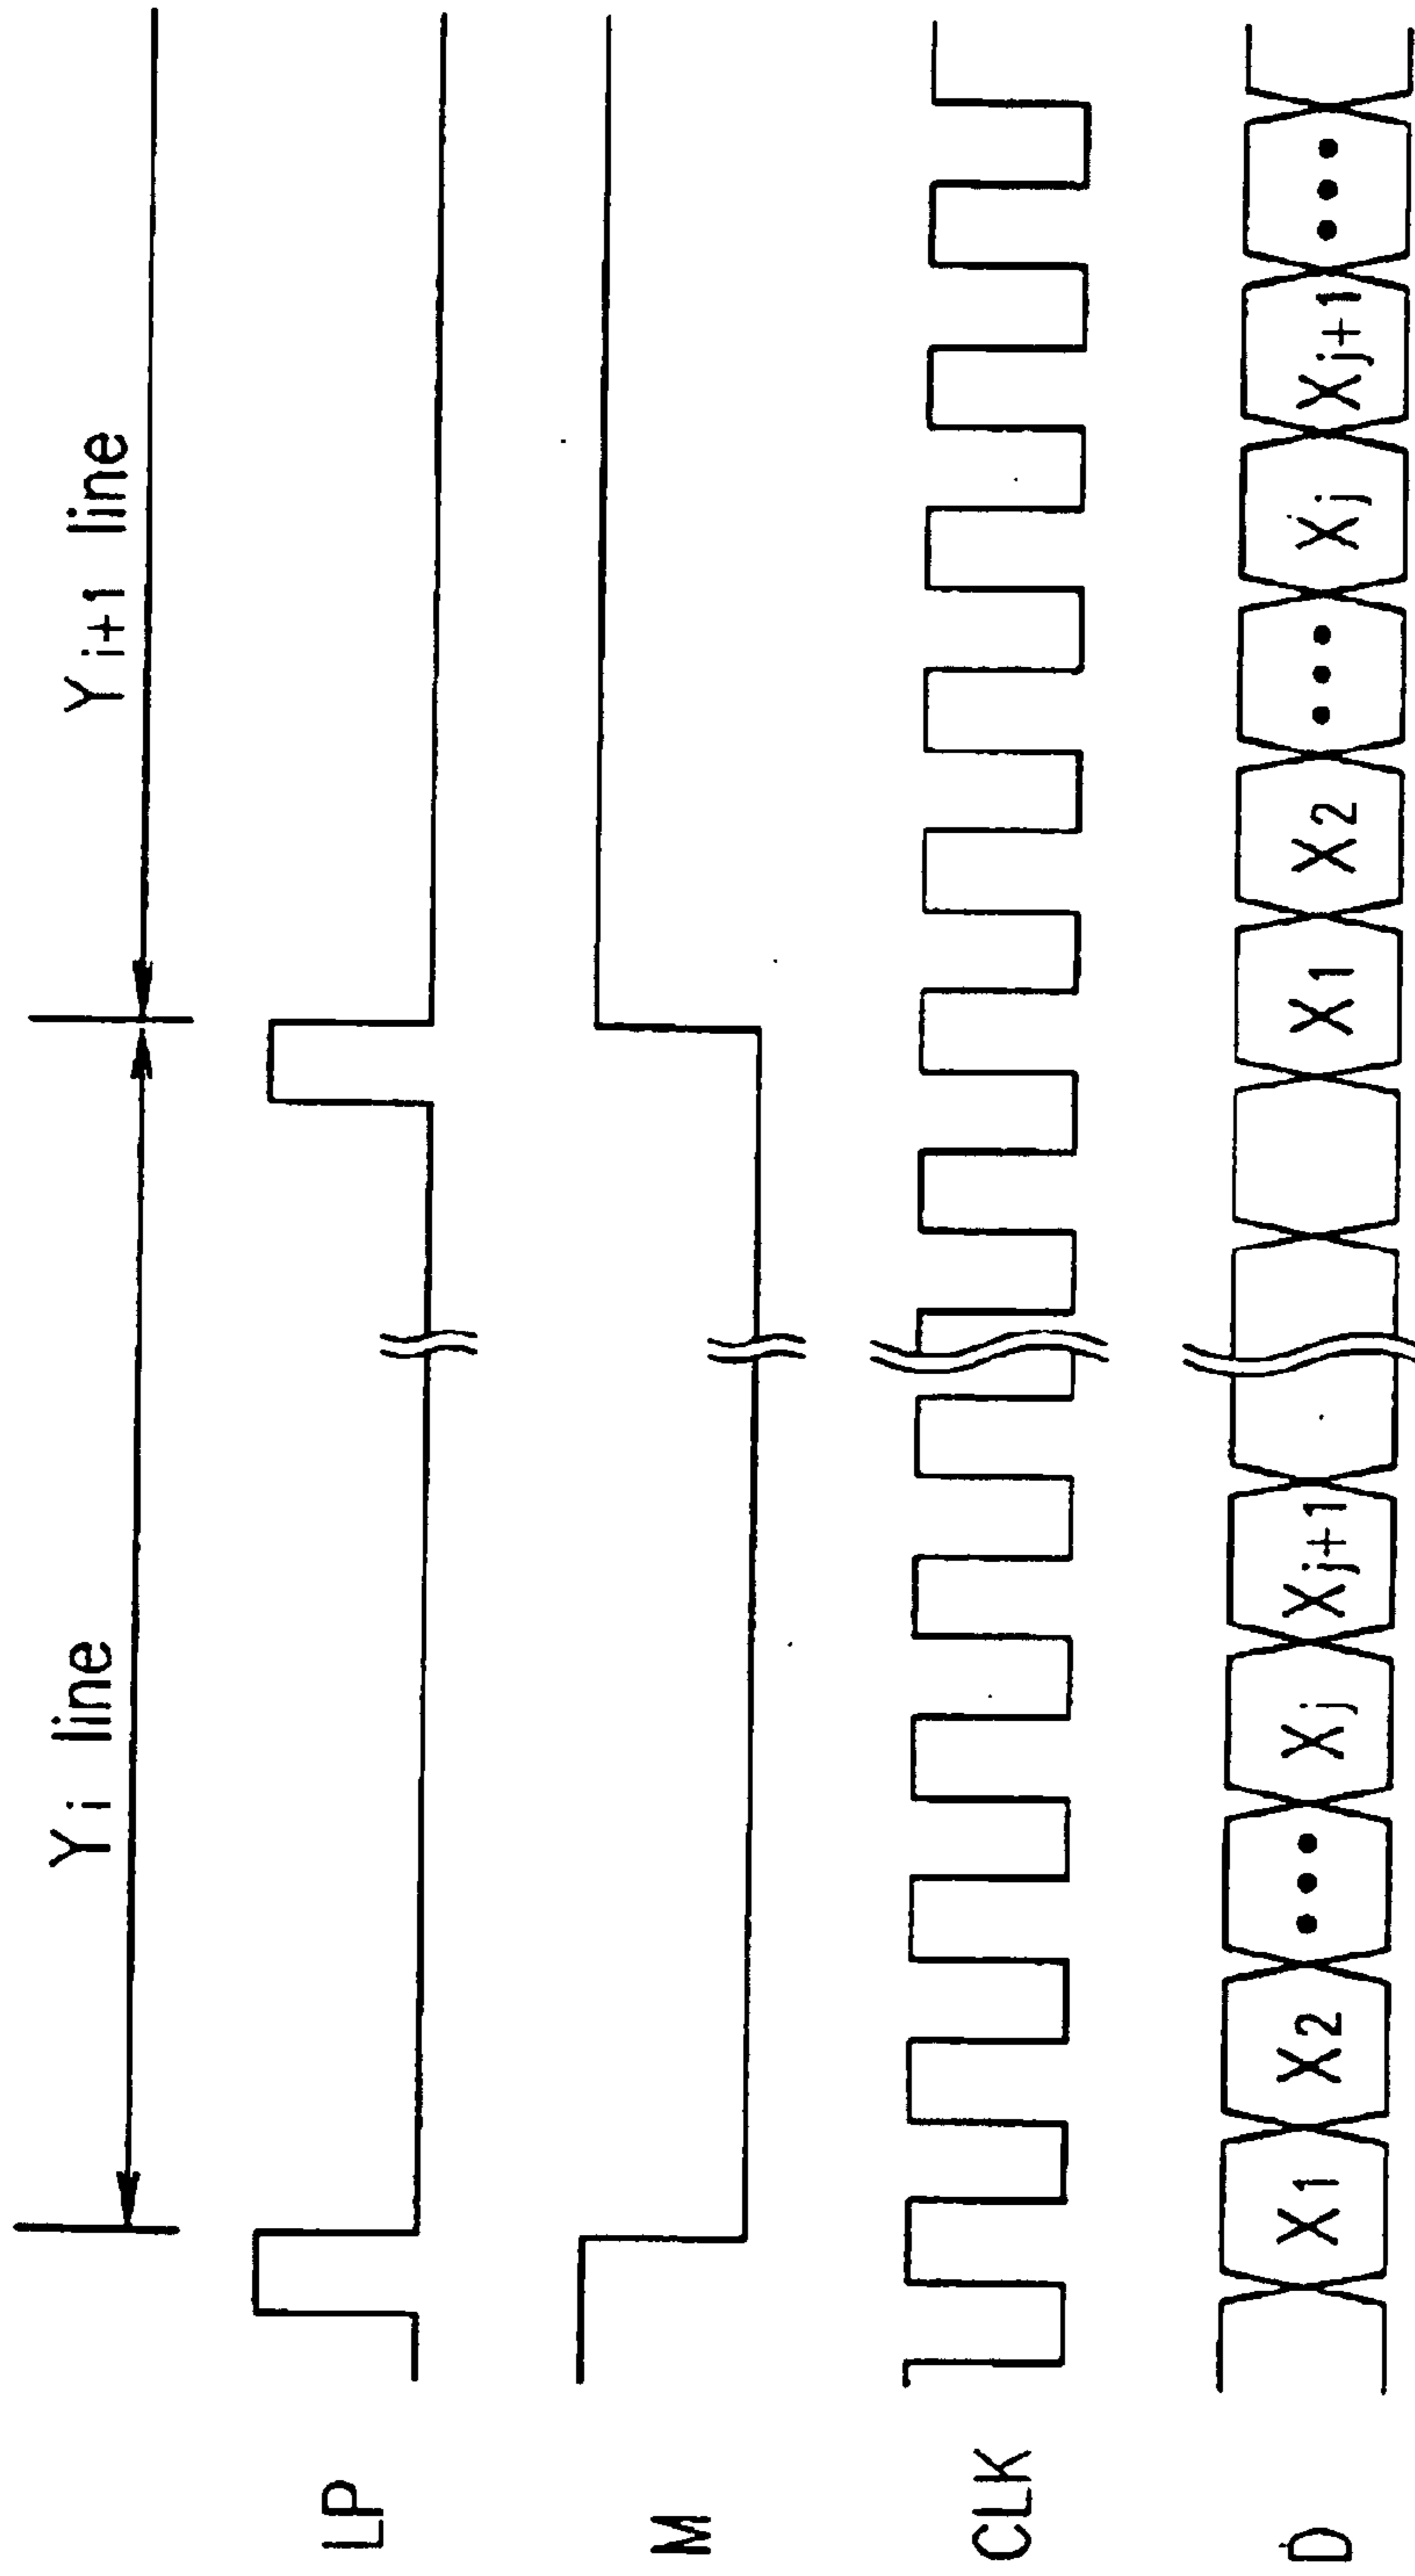 Yi line Yi+1 line
LP
M
CLK
D X1 X2 ••• Xj Xj+1 X1 X2 ••• Xj Xj+1 •••